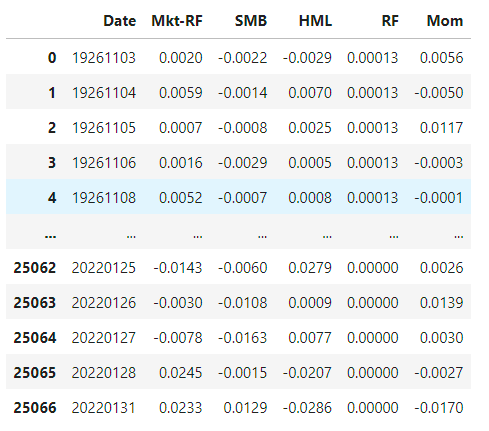 Date Mkt-RF SMB HML RF Mom
0 19261103 0.0020 -0.0022 -0.0029 0.00013 0.0056
1 19261104 0.0059 -0.0014 0.0070 0.00013 -0.0050
2 19261105 0.0007 -0.0008 0.0025 0.00013 0.0117
3 19261106 0.0016 -0.0029 0.0005 0.00013 -0.0003
4 19261108 0.0052 -0.0007 0.0008 0.00013 -0.0001
... ... ... ... ... ... ...
25062 20220125 -0.0143 -0.0060 0.0279 0.00000 0.0026
25063 20220126 -0.0030 -0.0108 0.0009 0.00000 0.0139
25064 20220127 -0.0078 -0.0163 0.0077 0.00000 0.0030
25065 20220128 0.0245 -0.0015 -0.0207 0.00000 -0.0027
25066 20220131 0.0233 0.0129 -0.0286 0.00000 -0.0170